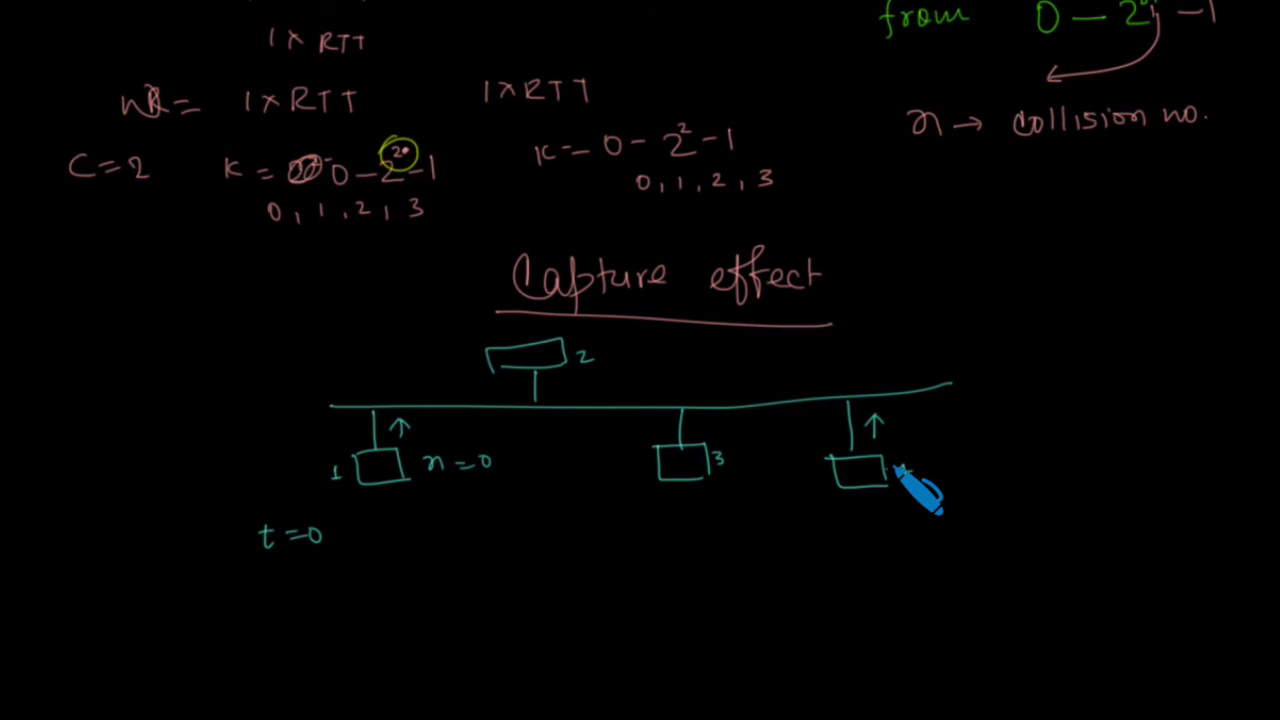 from 0 – 2ⁿ – 1
1 × RTT
= 1 × RTT 1 × RTT
n → collision no.
C = 2 K = 0 – 2² – 1 K = 0 – 2² – 1
0, 1, 2, 3 0, 1, 2, 3
Capture effect
2
1 n = 0 3
t = 0